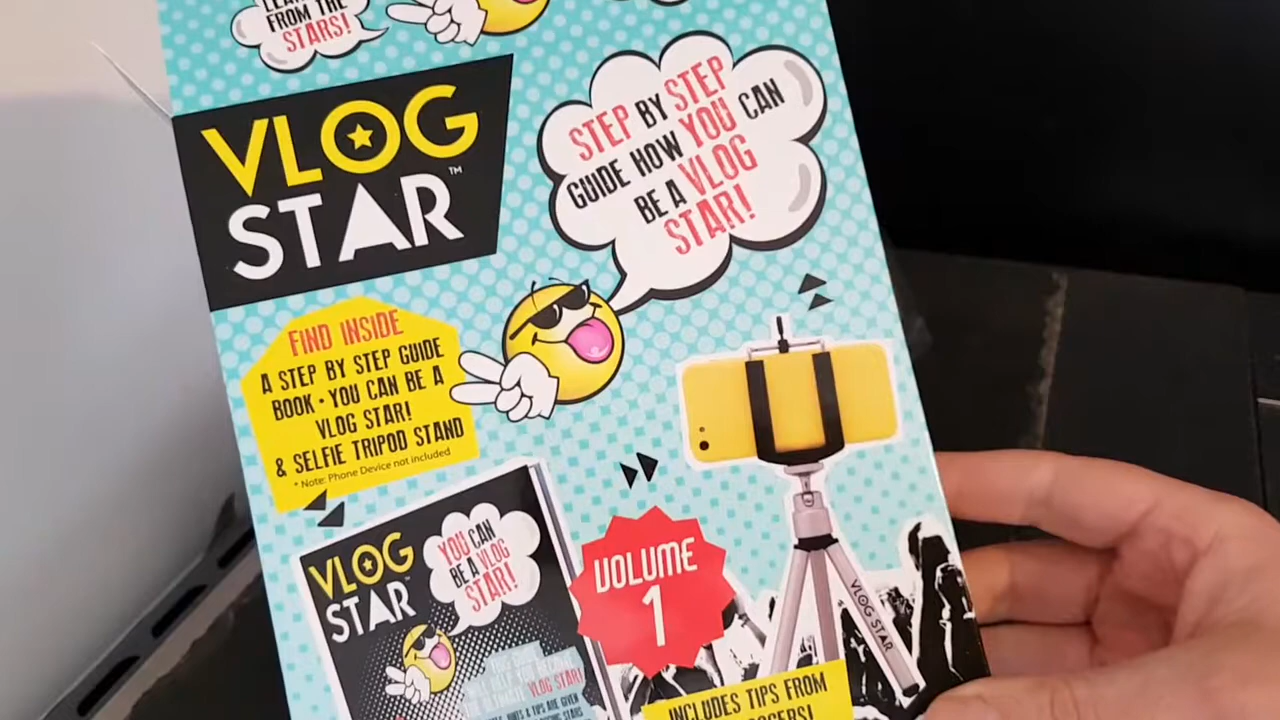 FROM THE
STARS!
VLOG
STAR™
STEP BY STEP
GUIDE HOW YOU CAN
BE A VLOG
STAR!
FIND INSIDE
A STEP BY STEP GUIDE
BOOK • YOU CAN BE A
VLOG STAR!
& SELFIE TRIPOD STAND
* Note: Phone Device not included
VLOG
STAR
YOU CAN
BE A VLOG
STAR!
VLOG STAR!
VOLUME
1
VLOG STAR
INCLUDES TIPS FROM